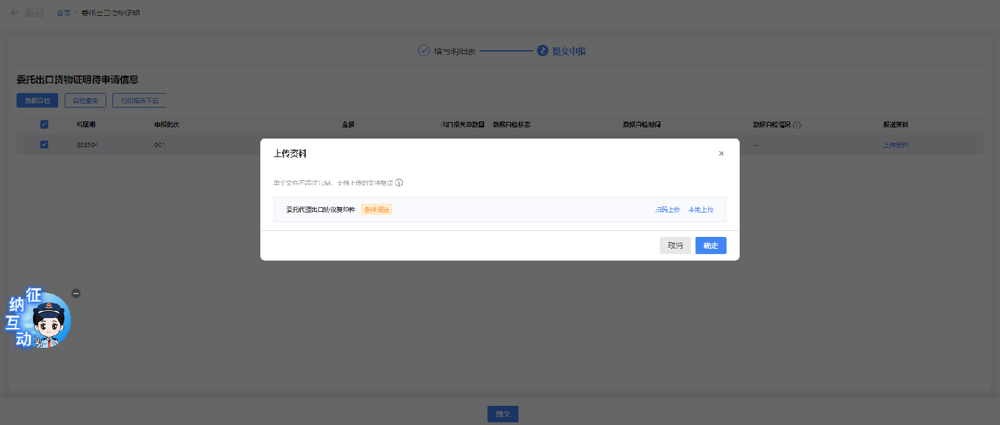 返回 首页 > 委托出口货物证明
填写明细表 2 提交申报
委托出口货物证明待申请信息
数据自检 自检查询 打印报表下载
所属期 申报批次 金额 出口报关单数目 数据自检状态 数据自检时间 数据自检情况 报送资料
202504 001 -- 上传资料
上传资料
单个文件不超过10M，支持上传的文件格式
委托代理出口协议复印件 条件报送 扫码上传 本地上传
取消 确定
征纳互动
提交